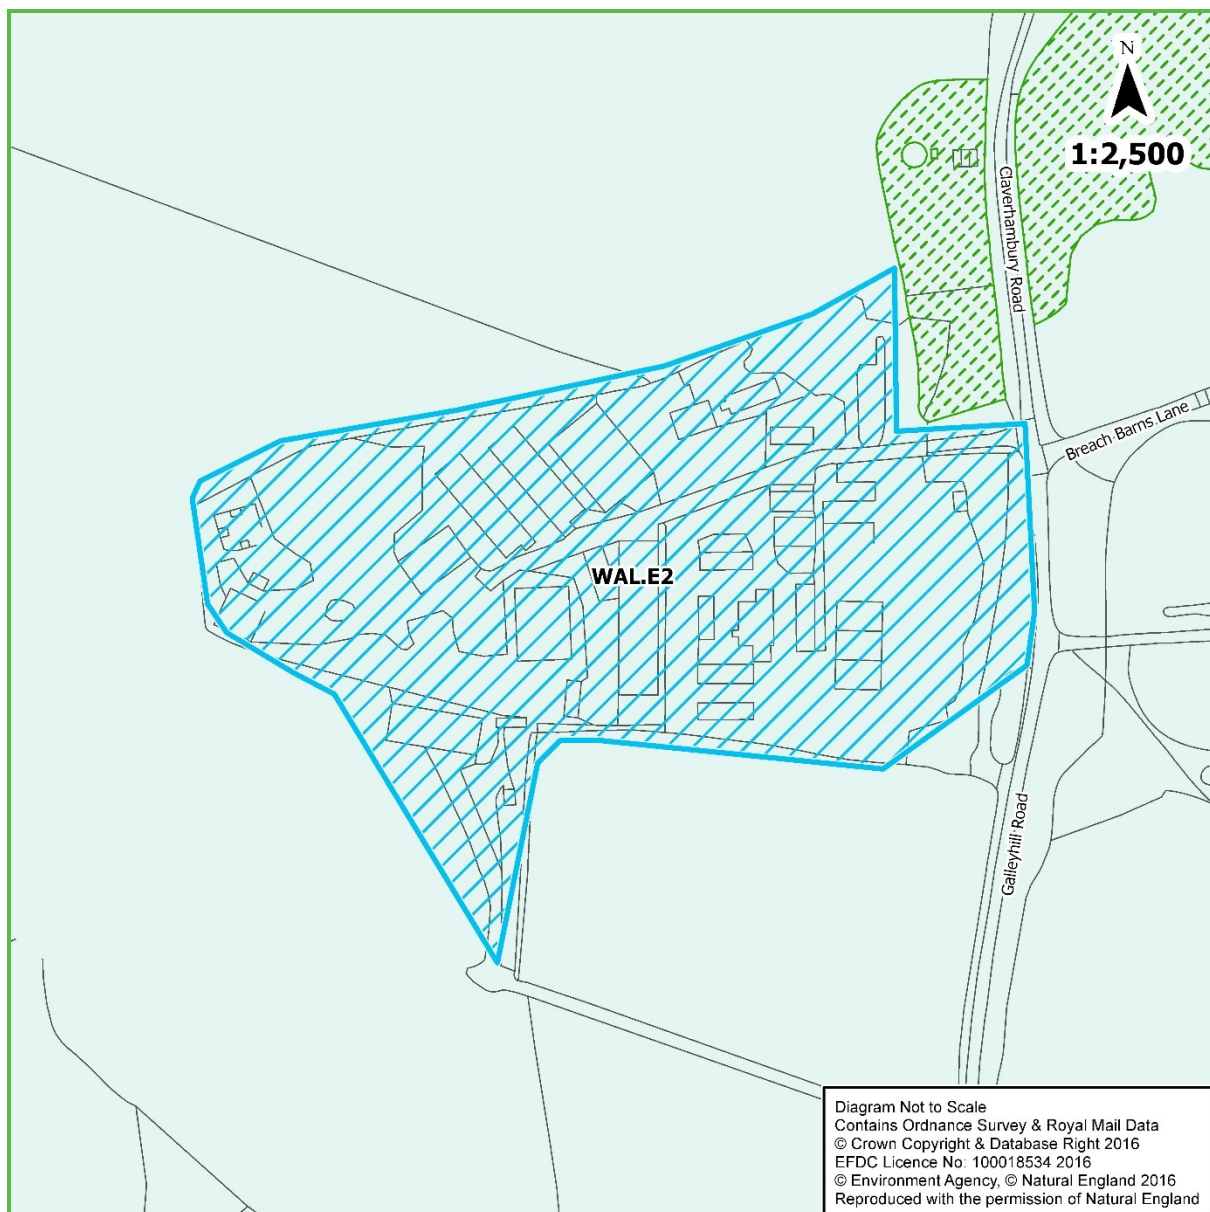 N
1:2,500
Claverhambury Road
Breach Barns Lane
WAL.E2
Galleyhill Road
Diagram Not to Scale
Contains Ordnance Survey & Royal Mail Data
© Crown Copyright & Database Right 2016
EFDC Licence No: 100018534 2016
© Environment Agency, © Natural England 2016
Reproduced with the permission of Natural England